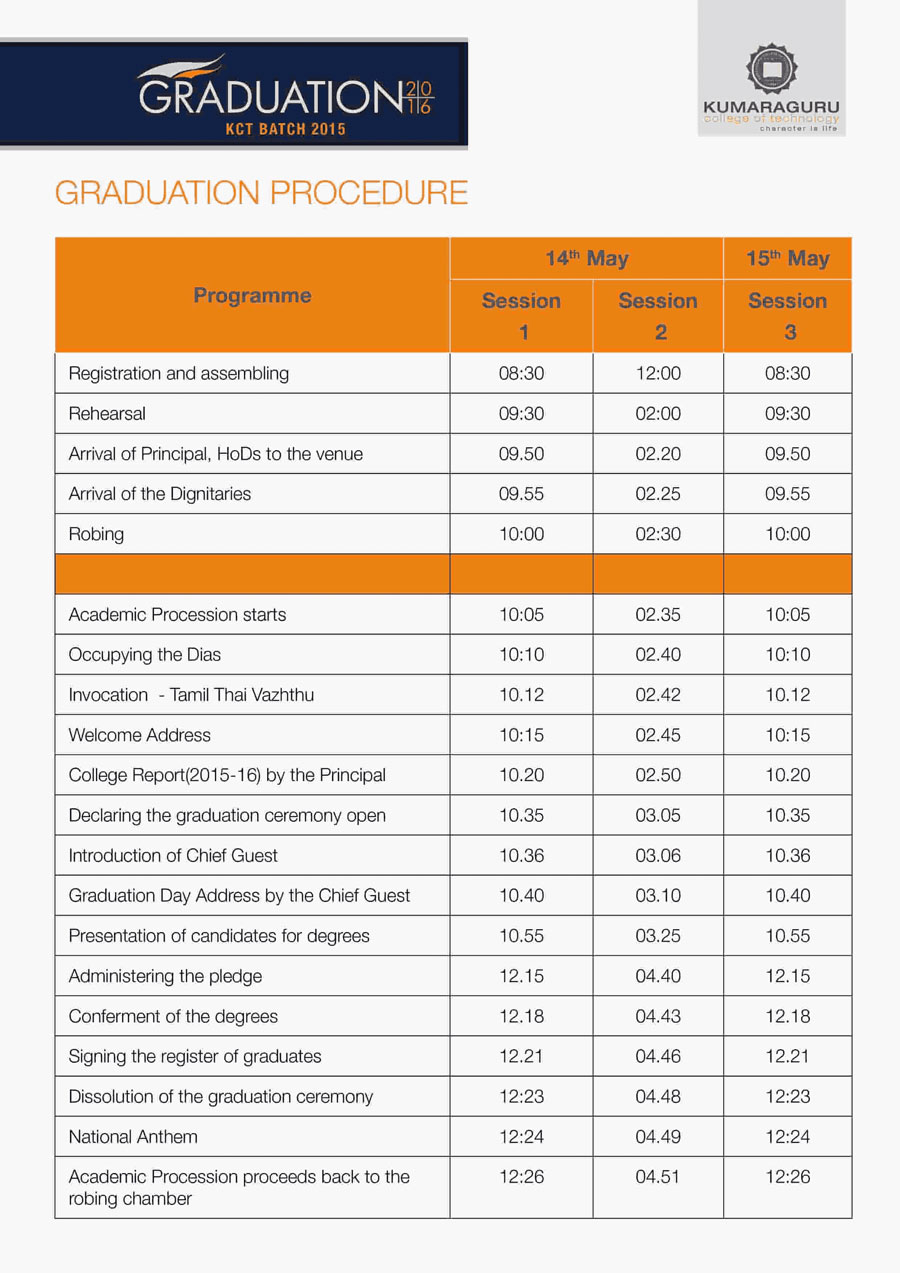 GRADUATION 2016
KCT BATCH 2015
KUMARAGURU
college of technology
character is life
GRADUATION PROCEDURE
Programme 14th May 15th May
Session 1 Session 2 Session 3
Registration and assembling 08:30 12:00 08:30
Rehearsal 09:30 02:00 09:30
Arrival of Principal, HoDs to the venue 09.50 02.20 09.50
Arrival of the Dignitaries 09.55 02.25 09.55
Robing 10:00 02:30 10:00
Academic Procession starts 10:05 02.35 10:05
Occupying the Dias 10:10 02.40 10:10
Invocation - Tamil Thai Vazhthu 10.12 02.42 10.12
Welcome Address 10:15 02.45 10:15
College Report(2015-16) by the Principal 10.20 02.50 10.20
Declaring the graduation ceremony open 10.35 03.05 10.35
Introduction of Chief Guest 10.36 03.06 10.36
Graduation Day Address by the Chief Guest 10.40 03.10 10.40
Presentation of candidates for degrees 10.55 03.25 10.55
Administering the pledge 12.15 04.40 12.15
Conferment of the degrees 12.18 04.43 12.18
Signing the register of graduates 12.21 04.46 12.21
Dissolution of the graduation ceremony 12:23 04.48 12:23
National Anthem 12:24 04.49 12:24
Academic Procession proceeds back to the 12:26 04.51 12:26
robing chamber